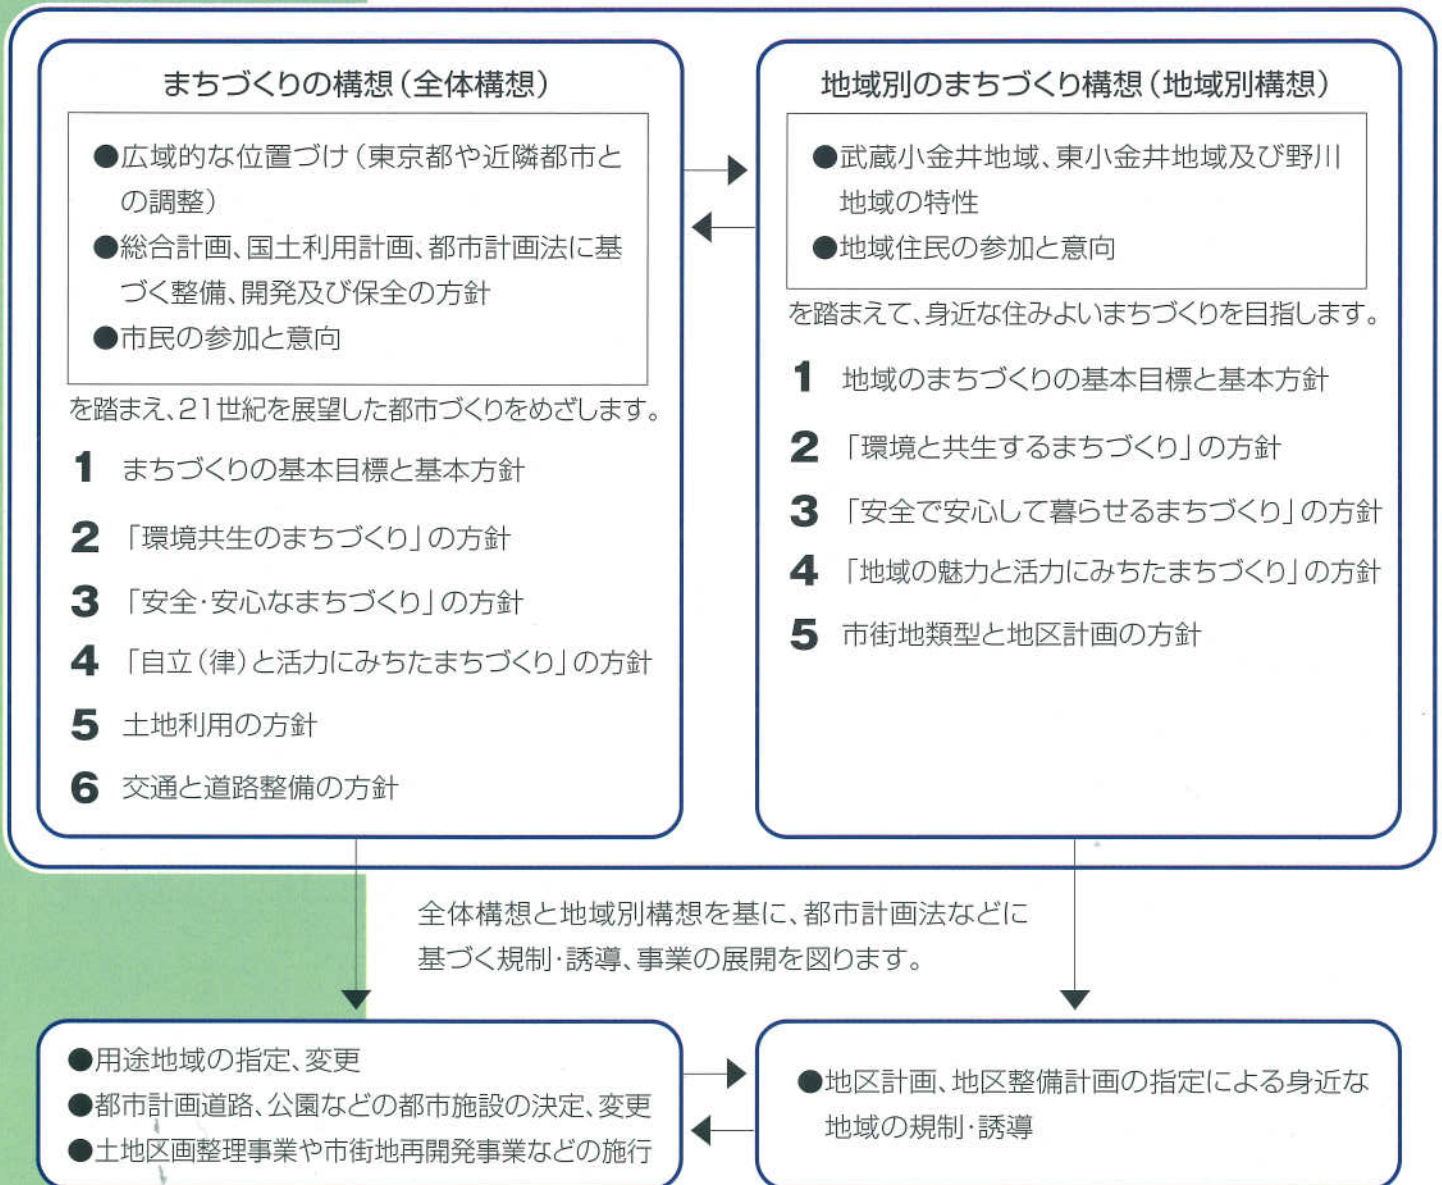 まちづくりの構想(全体構想)
●広域的な位置づけ(東京都や近隣都市と
の調整)
●総合計画、国土利用計画、都市計画法に基
づく整備、開発及び保全の方針
●市民の参加と意向
を踏まえ、21世紀を展望した都市づくりをめざします。
1 まちづくりの基本目標と基本方針
2 「環境共生のまちづくり」の方針
3 「安全・安心なまちづくり」の方針
4 「自立(律)と活力にみちたまちづくり」の方針
5 土地利用の方針
6 交通と道路整備の方針
地域別のまちづくり構想(地域別構想)
●武蔵小金井地域、東小金井地域及び野川
地域の特性
●地域住民の参加と意向
を踏まえて、身近な住みよいまちづくりを目指します。
1 地域のまちづくりの基本目標と基本方針
2 「環境と共生するまちづくり」の方針
3 「安全で安心して暮らせるまちづくり」の方針
4 「地域の魅力と活力にみちたまちづくり」の方針
5 市街地類型と地区計画の方針
全体構想と地域別構想を基に、都市計画法などに
基づく規制・誘導、事業の展開を図ります。
●用途地域の指定、変更
●都市計画道路、公園などの都市施設の決定、変更
●土地区画整理事業や市街地再開発事業などの施行
●地区計画、地区整備計画の指定による身近な
地域の規制・誘導